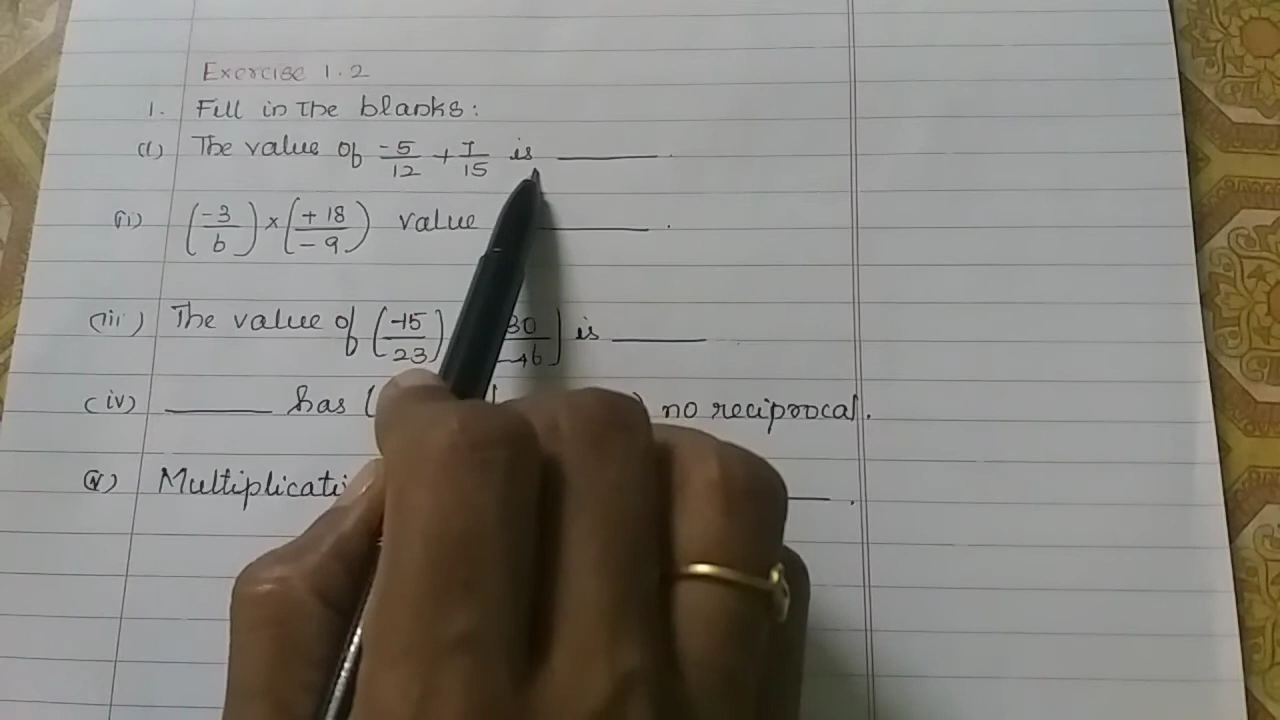 Exercise 1.2
1. Fill in the blanks:
(i) The value of -5/12 + 7/15 is ______.
(ii) (-3/6) × (+18/-9) value ______.
(iii) The value of (-15/23) 30/-46) is ______
(iv) ______ has ( ) no reciprocal.
(v) ______.